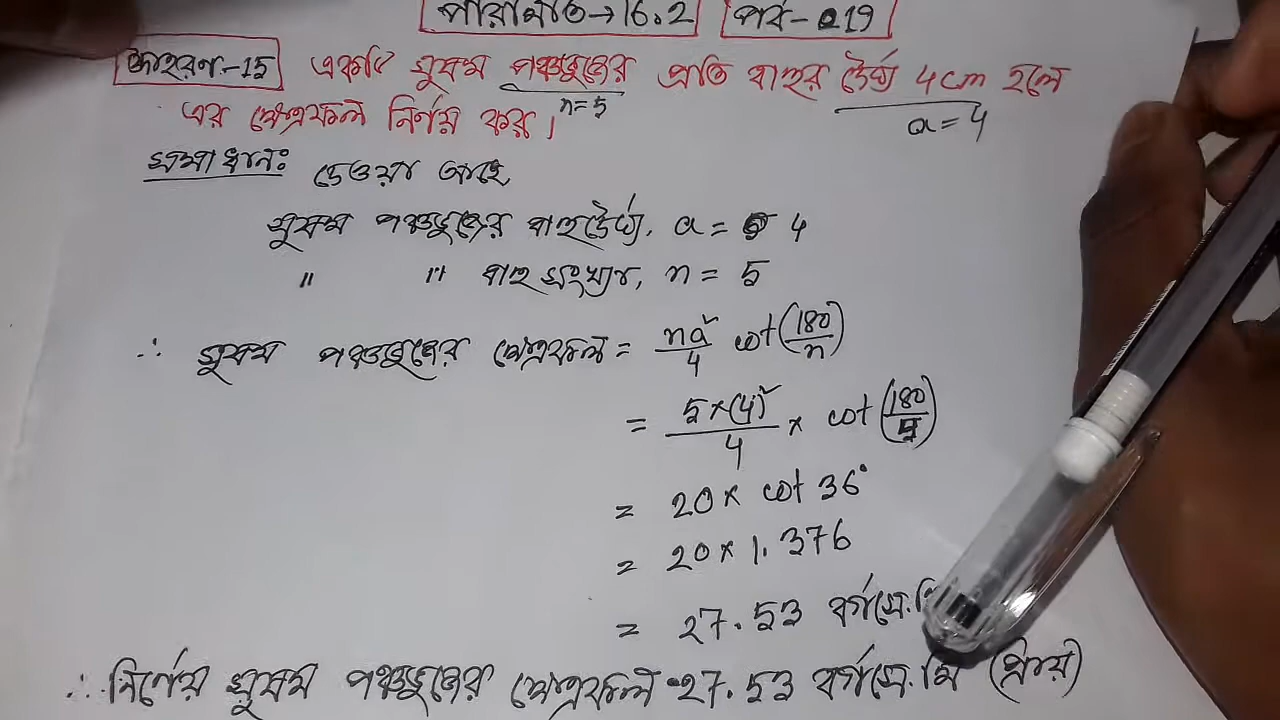 পরিমিতি→16.2 পর্ব-19
উদাহরণ-15 একটি সুষম পঞ্চভুজের প্রতি বাহুর দৈর্ঘ্য 4cm হলে
n=5
এর ক্ষেত্রফল নির্ণয় কর।
a=4
সমাধান: দেওয়া আছে,
সুষম পঞ্চভুজের বাহুদৈর্ঘ্য, a = 4
" " বাহু সংখ্যা, n = 5
∴ সুষম পঞ্চভুজের ক্ষেত্রফল = na²/4 cot(180/n)
= 5×(4)²/4 × cot(180/5)
= 20 × cot 36°
= 20 × 1.376
= 27.53 বর্গসে.মি
∴ নির্ণেয় সুষম পঞ্চভুজের ক্ষেত্রফল 27.53 বর্গসে.মি (প্রায়)